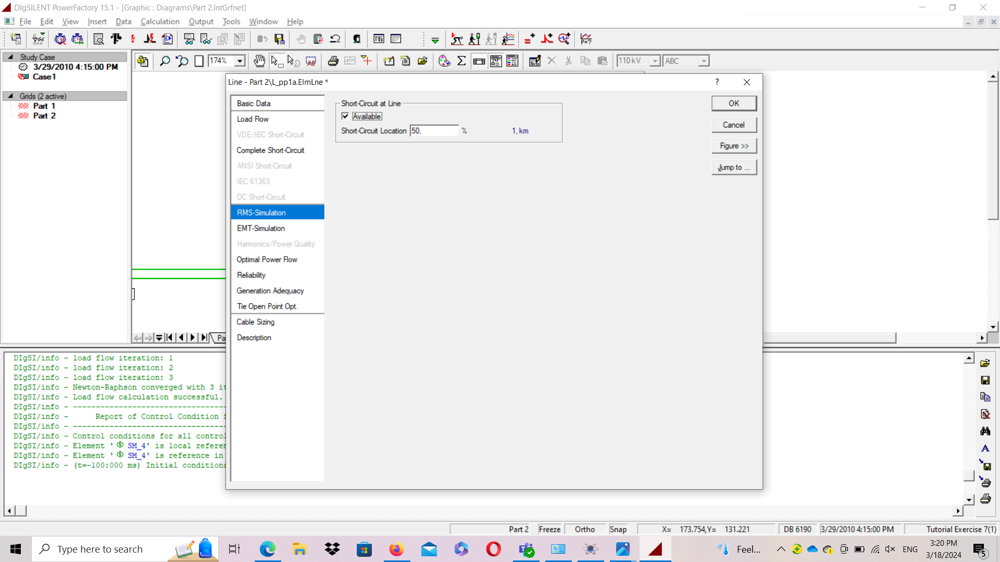 DIgSILENT PowerFactory 15.1 - [Graphic : Diagrams\Part 2.IntGrfnet]
File Edit View Insert Data Calculation Output Tools Window Help
174% 110kV ABC
Study Case
3/29/2010 4:15:00 PM
Case1
Grids (2 active)
Part 1
Part 2
Line - Part 2\L_pp1a.ElmLne *
?
Basic Data
Load Flow
VDE/IEC Short-Circuit
Complete Short-Circuit
ANSI Short-Circuit
IEC 61363
DC Short-Circuit
RMS-Simulation
EMT-Simulation
Harmonics/Power Quality
Optimal Power Flow
Reliability
Generation Adequacy
Tie Open Point Opt.
Cable Sizing
Description
Short-Circuit at Line
Available
Short-Circuit Location 50, % 1, km
OK
Cancel
Figure >>
Jump to ...
Pa
DIgSI/info - load flow iteration: 1
DIgSI/info - load flow iteration: 2
DIgSI/info - load flow iteration: 3
DIgSI/info - Newton-Raphson converged with 3 it
DIgSI/info - Load flow calculation successful.
DIgSI/info - ----------------------------------
DIgSI/info - Report of Control Condition f
DIgSI/info - ----------------------------------
DIgSI/info - Control conditions for all control
DIgSI/info - Element ' SM_4' is local referen
DIgSI/info - Element ' SM_4' is reference in
DIgSI/info - (t=-100:000 ms) Initial conditions
Part 2 Freeze Ortho Snap X= 173.754,Y= 131.221 DB 6190 3/29/2010 4:15:00 PM Tutorial Exercise 7(1)
Type here to search
Feel...
ENG
3:20 PM
3/18/2024
5